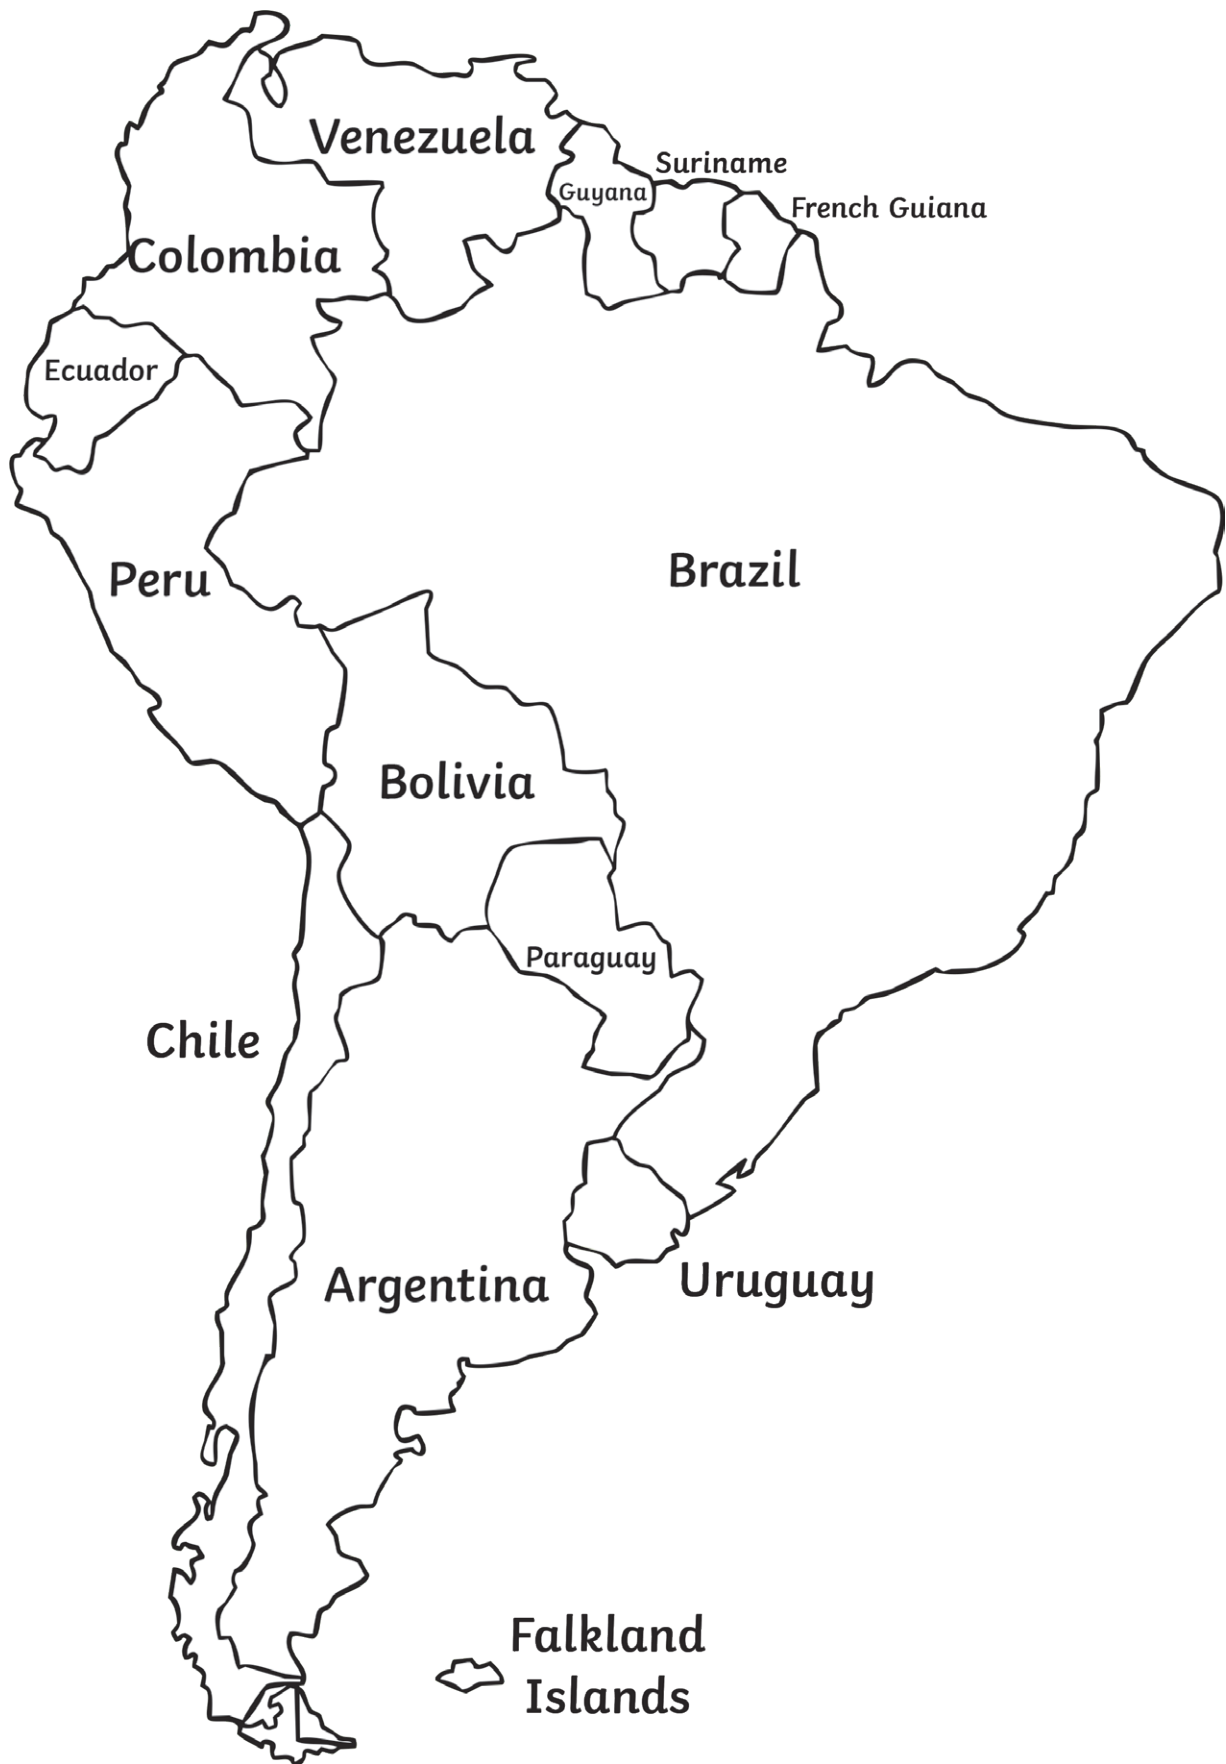 Venezuela
Suriname
Guyana
French Guiana
Colombia
Ecuador
Brazil
Peru
Bolivia
Paraguay
Chile
Argentina
Uruguay
Falkland
Islands